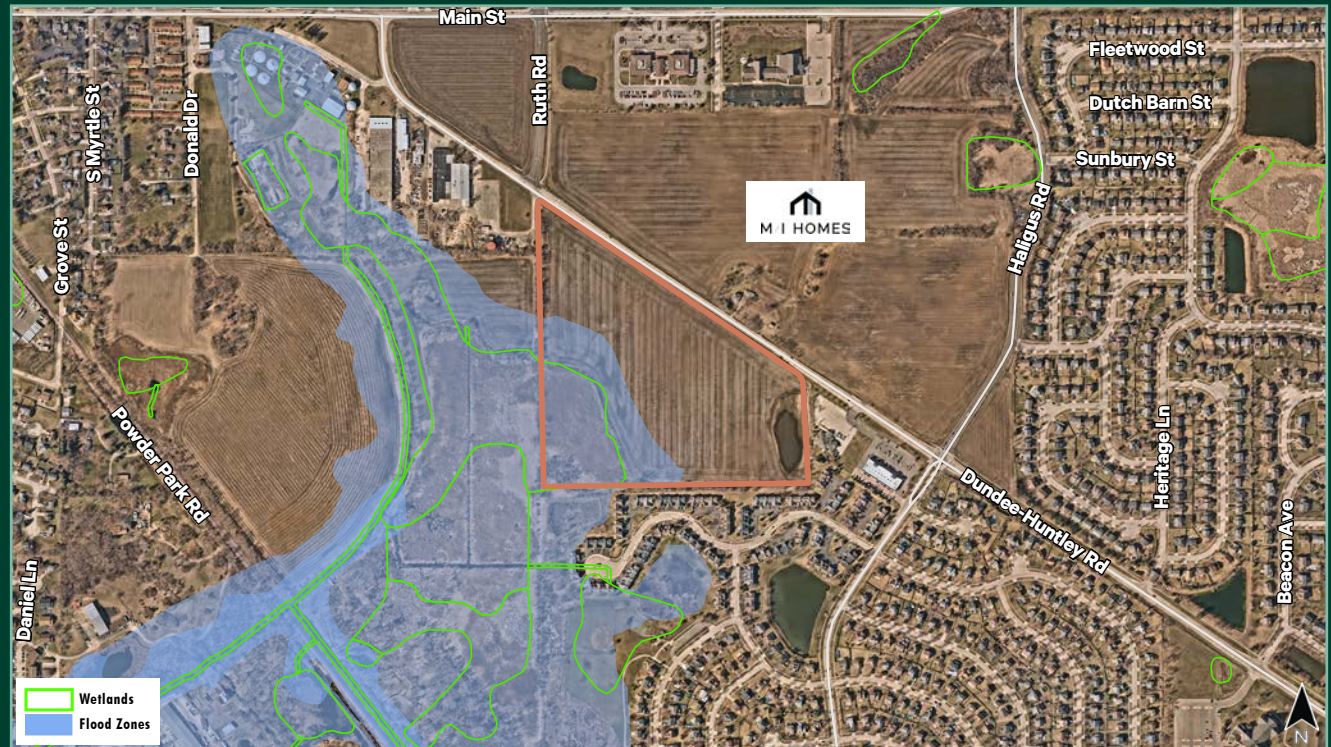 Main St
Fleetwood St
Ruth Rd
S Myrtle St
Donald Dr
Dutch Barn St
Sunbury St
M/I HOMES
Haligus Rd
Grove St
Powder Park Rd
Heritage Ln
Dundee-Huntley Rd
Beacon Ave
Daniel Ln
Wetlands
Flood Zones
N